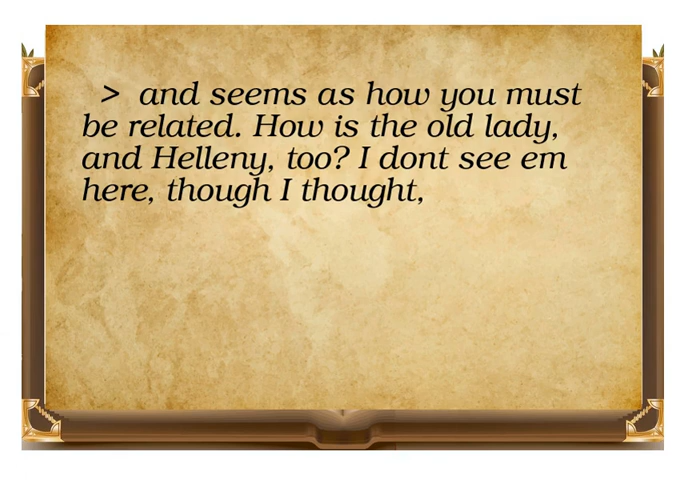 > and seems as how you must
be related. How is the old lady,
and Helleny, too? I dont see em
here, though I thought,